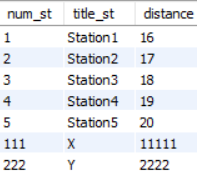 num_st title_st distance
1 Station1 16
2 Station2 17
3 Station3 18
4 Station4 19
5 Station5 20
111 X 11111
222 Y 2222